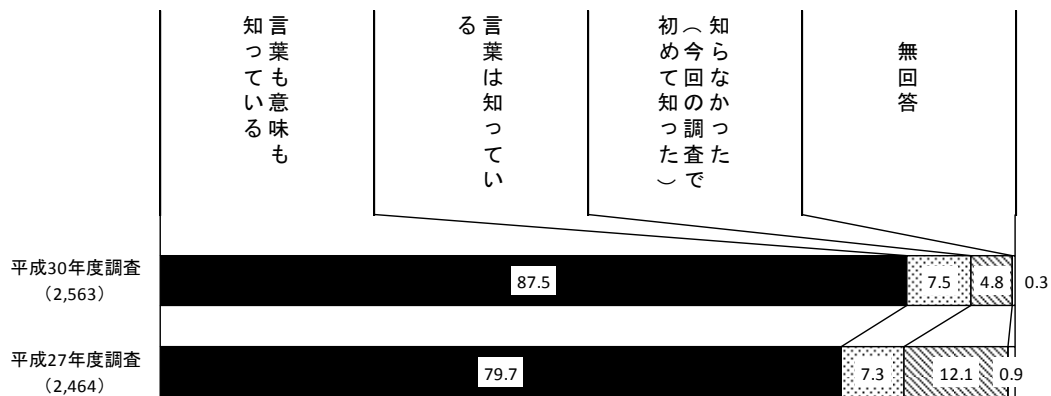 言葉も意味も
知っている
言葉は知ってい
る
知らなかった
（今回の調査で
初めて知った）
無回答
平成30年度調査
（2,563）
87.5
7.5
4.8
0.3
平成27年度調査
（2,464）
79.7
7.3
12.1
0.9